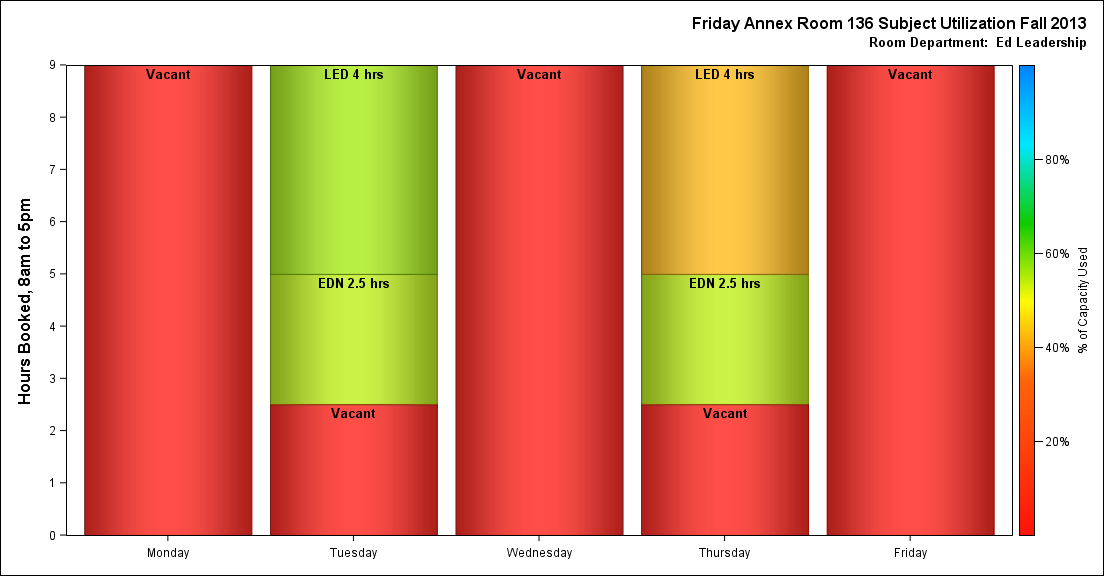 Friday Annex Room 136 Subject Utilization Fall 2013
Room Department:  Ed Leadership
Hours Booked, 8am to 5pm
9
8
7
6
5
4
3
2
1
0
Vacant
LED 4 hrs
Vacant
LED 4 hrs
Vacant
EDN 2.5 hrs
EDN 2.5 hrs
Vacant
Vacant
Monday
Tuesday
Wednesday
Thursday
Friday
80%
60%
40%
20%
% of Capacity Used